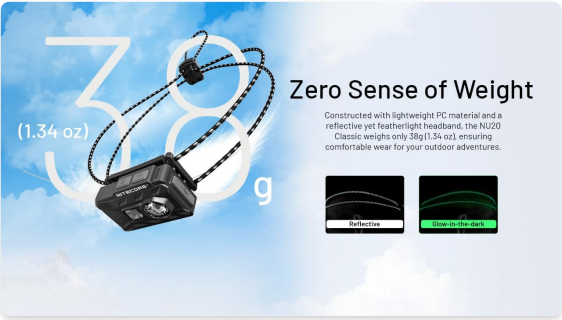 38
g
(1.34 oz)
NITECORE
Zero Sense of Weight
Constructed with lightweight PC material and a
reflective yet featherlight headband, the NU20
Classic weighs only 38g (1.34 oz), ensuring
comfortable wear for your outdoor adventures.
Reflective
Glow-in-the-dark